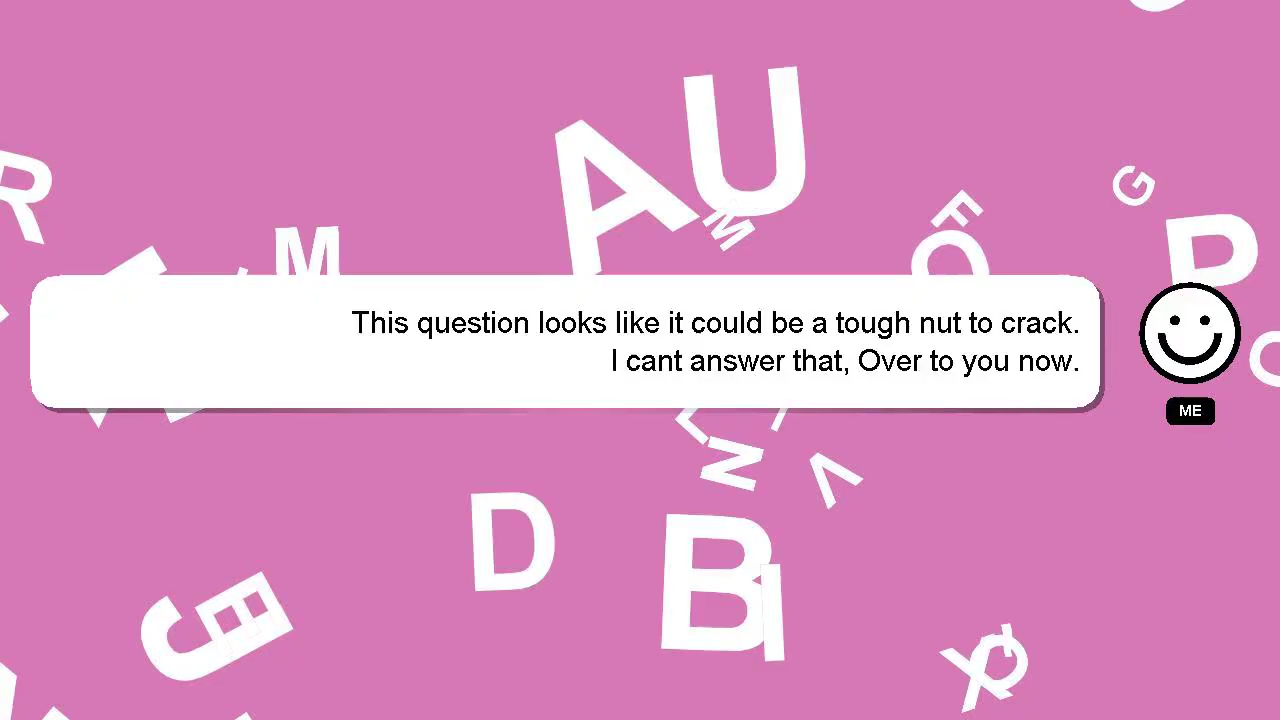 A U
R
M
M
F
G
O
P
This question looks like it could be a tough nut to crack.
I cant answer that, Over to you now.
ME
N
V
D
B
I
J
E
X
Q